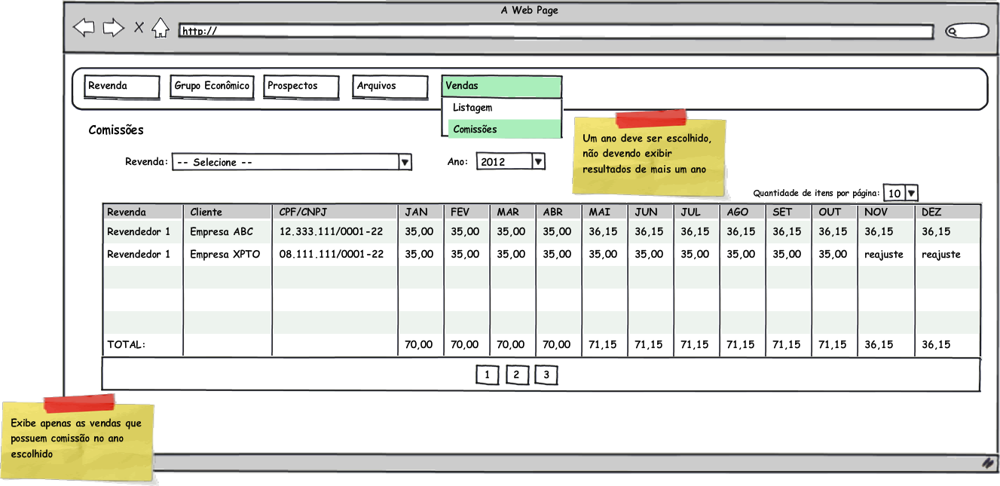 A Web Page
http://
Revenda Grupo Econômico Prospectos Arquivos Vendas
Listagem
Comissões
Comissões
Um ano deve ser escolhido,
não devendo exibir
resultados de mais um ano
Revenda: -- Selecione -- Ano: 2012
Quantidade de itens por página: 10
Revenda Cliente CPF/CNPJ JAN FEV MAR ABR MAI JUN JUL AGO SET OUT NOV DEZ
Revendedor 1 Empresa ABC 12.333.111/0001-22 35,00 35,00 35,00 35,00 36,15 36,15 36,15 36,15 36,15 36,15 36,15 36,15
Revendedor 1 Empresa XPTO 08.111.111/0001-22 35,00 35,00 35,00 35,00 35,00 35,00 35,00 35,00 35,00 35,00 reajuste reajuste
TOTAL: 70,00 70,00 70,00 70,00 71,15 71,15 71,15 71,15 71,15 71,15 36,15 36,15
1 2 3
Exibe apenas as vendas que
possuem comissão no ano
escolhido